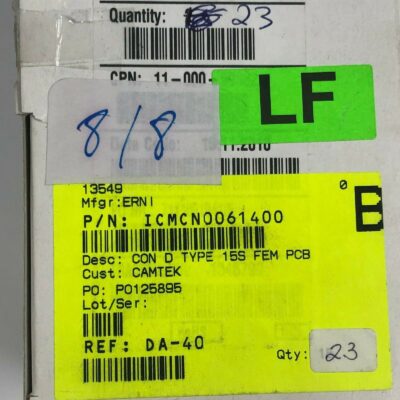 Quantity: 23
CPN: 11-000-
LF
8/8
.11.2010
13549
Mfgr:ERNI
P/N: ICMCN0061400
B
Desc: CON D TYPE 15S FEM PCB
Cust: CAMTEK
PO: PO125895
Lot/Ser:
REF: DA-40
Qty: 23